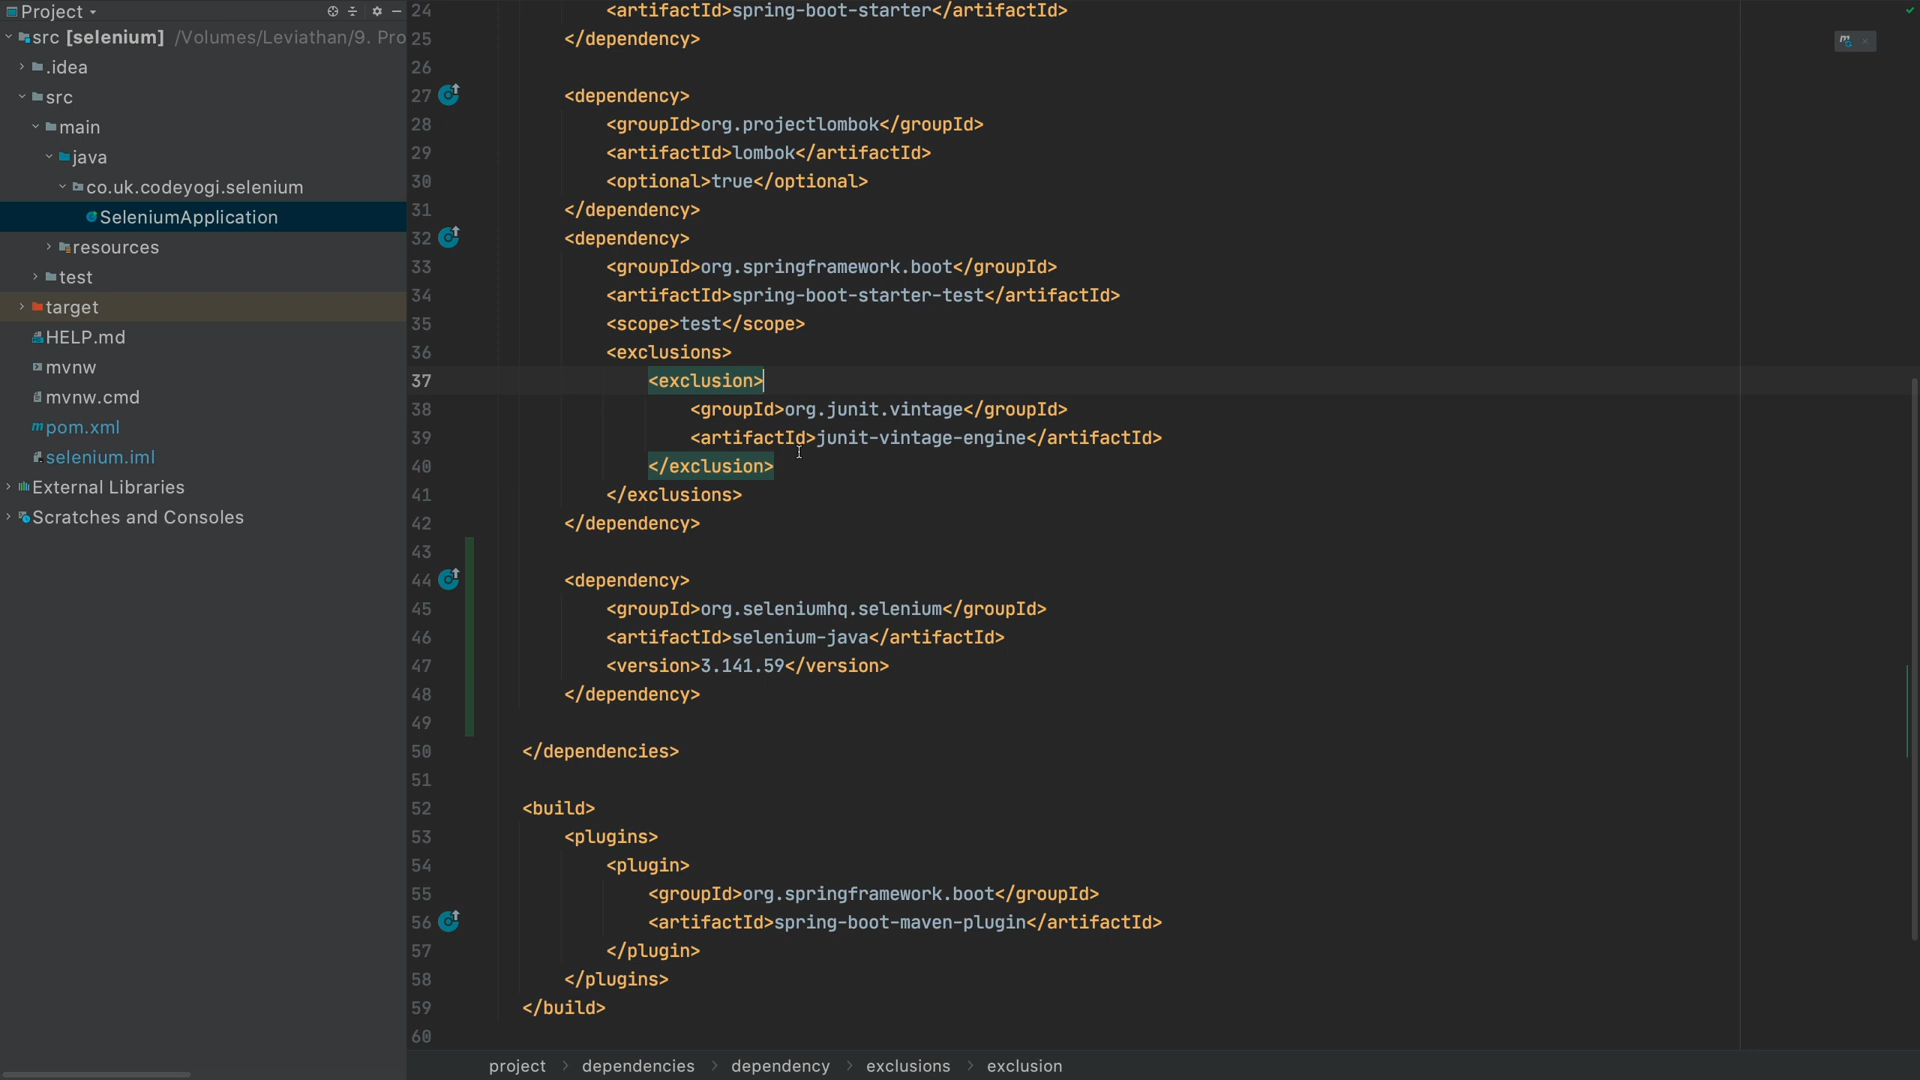 Project
src [selenium] /Volumes/Leviathan/9. Pro
.idea
src
main
java
co.uk.codeyogi.selenium
SeleniumApplication
resources
test
target
HELP.md
mvnw
mvnw.cmd
pom.xml
selenium.iml
External Libraries
Scratches and Consoles
24 <artifactId>spring-boot-starter</artifactId>
25 </dependency>
26
27 <dependency>
28 <groupId>org.projectlombok</groupId>
29 <artifactId>lombok</artifactId>
30 <optional>true</optional>
31 </dependency>
32 <dependency>
33 <groupId>org.springframework.boot</groupId>
34 <artifactId>spring-boot-starter-test</artifactId>
35 <scope>test</scope>
36 <exclusions>
37 <exclusion>
38 <groupId>org.junit.vintage</groupId>
39 <artifactId>junit-vintage-engine</artifactId>
40 </exclusion>
41 </exclusions>
42 </dependency>
43
44 <dependency>
45 <groupId>org.seleniumhq.selenium</groupId>
46 <artifactId>selenium-java</artifactId>
47 <version>3.141.59</version>
48 </dependency>
49
50 </dependencies>
51
52 <build>
53 <plugins>
54 <plugin>
55 <groupId>org.springframework.boot</groupId>
56 <artifactId>spring-boot-maven-plugin</artifactId>
57 </plugin>
58 </plugins>
59 </build>
60
project > dependencies > dependency > exclusions > exclusion